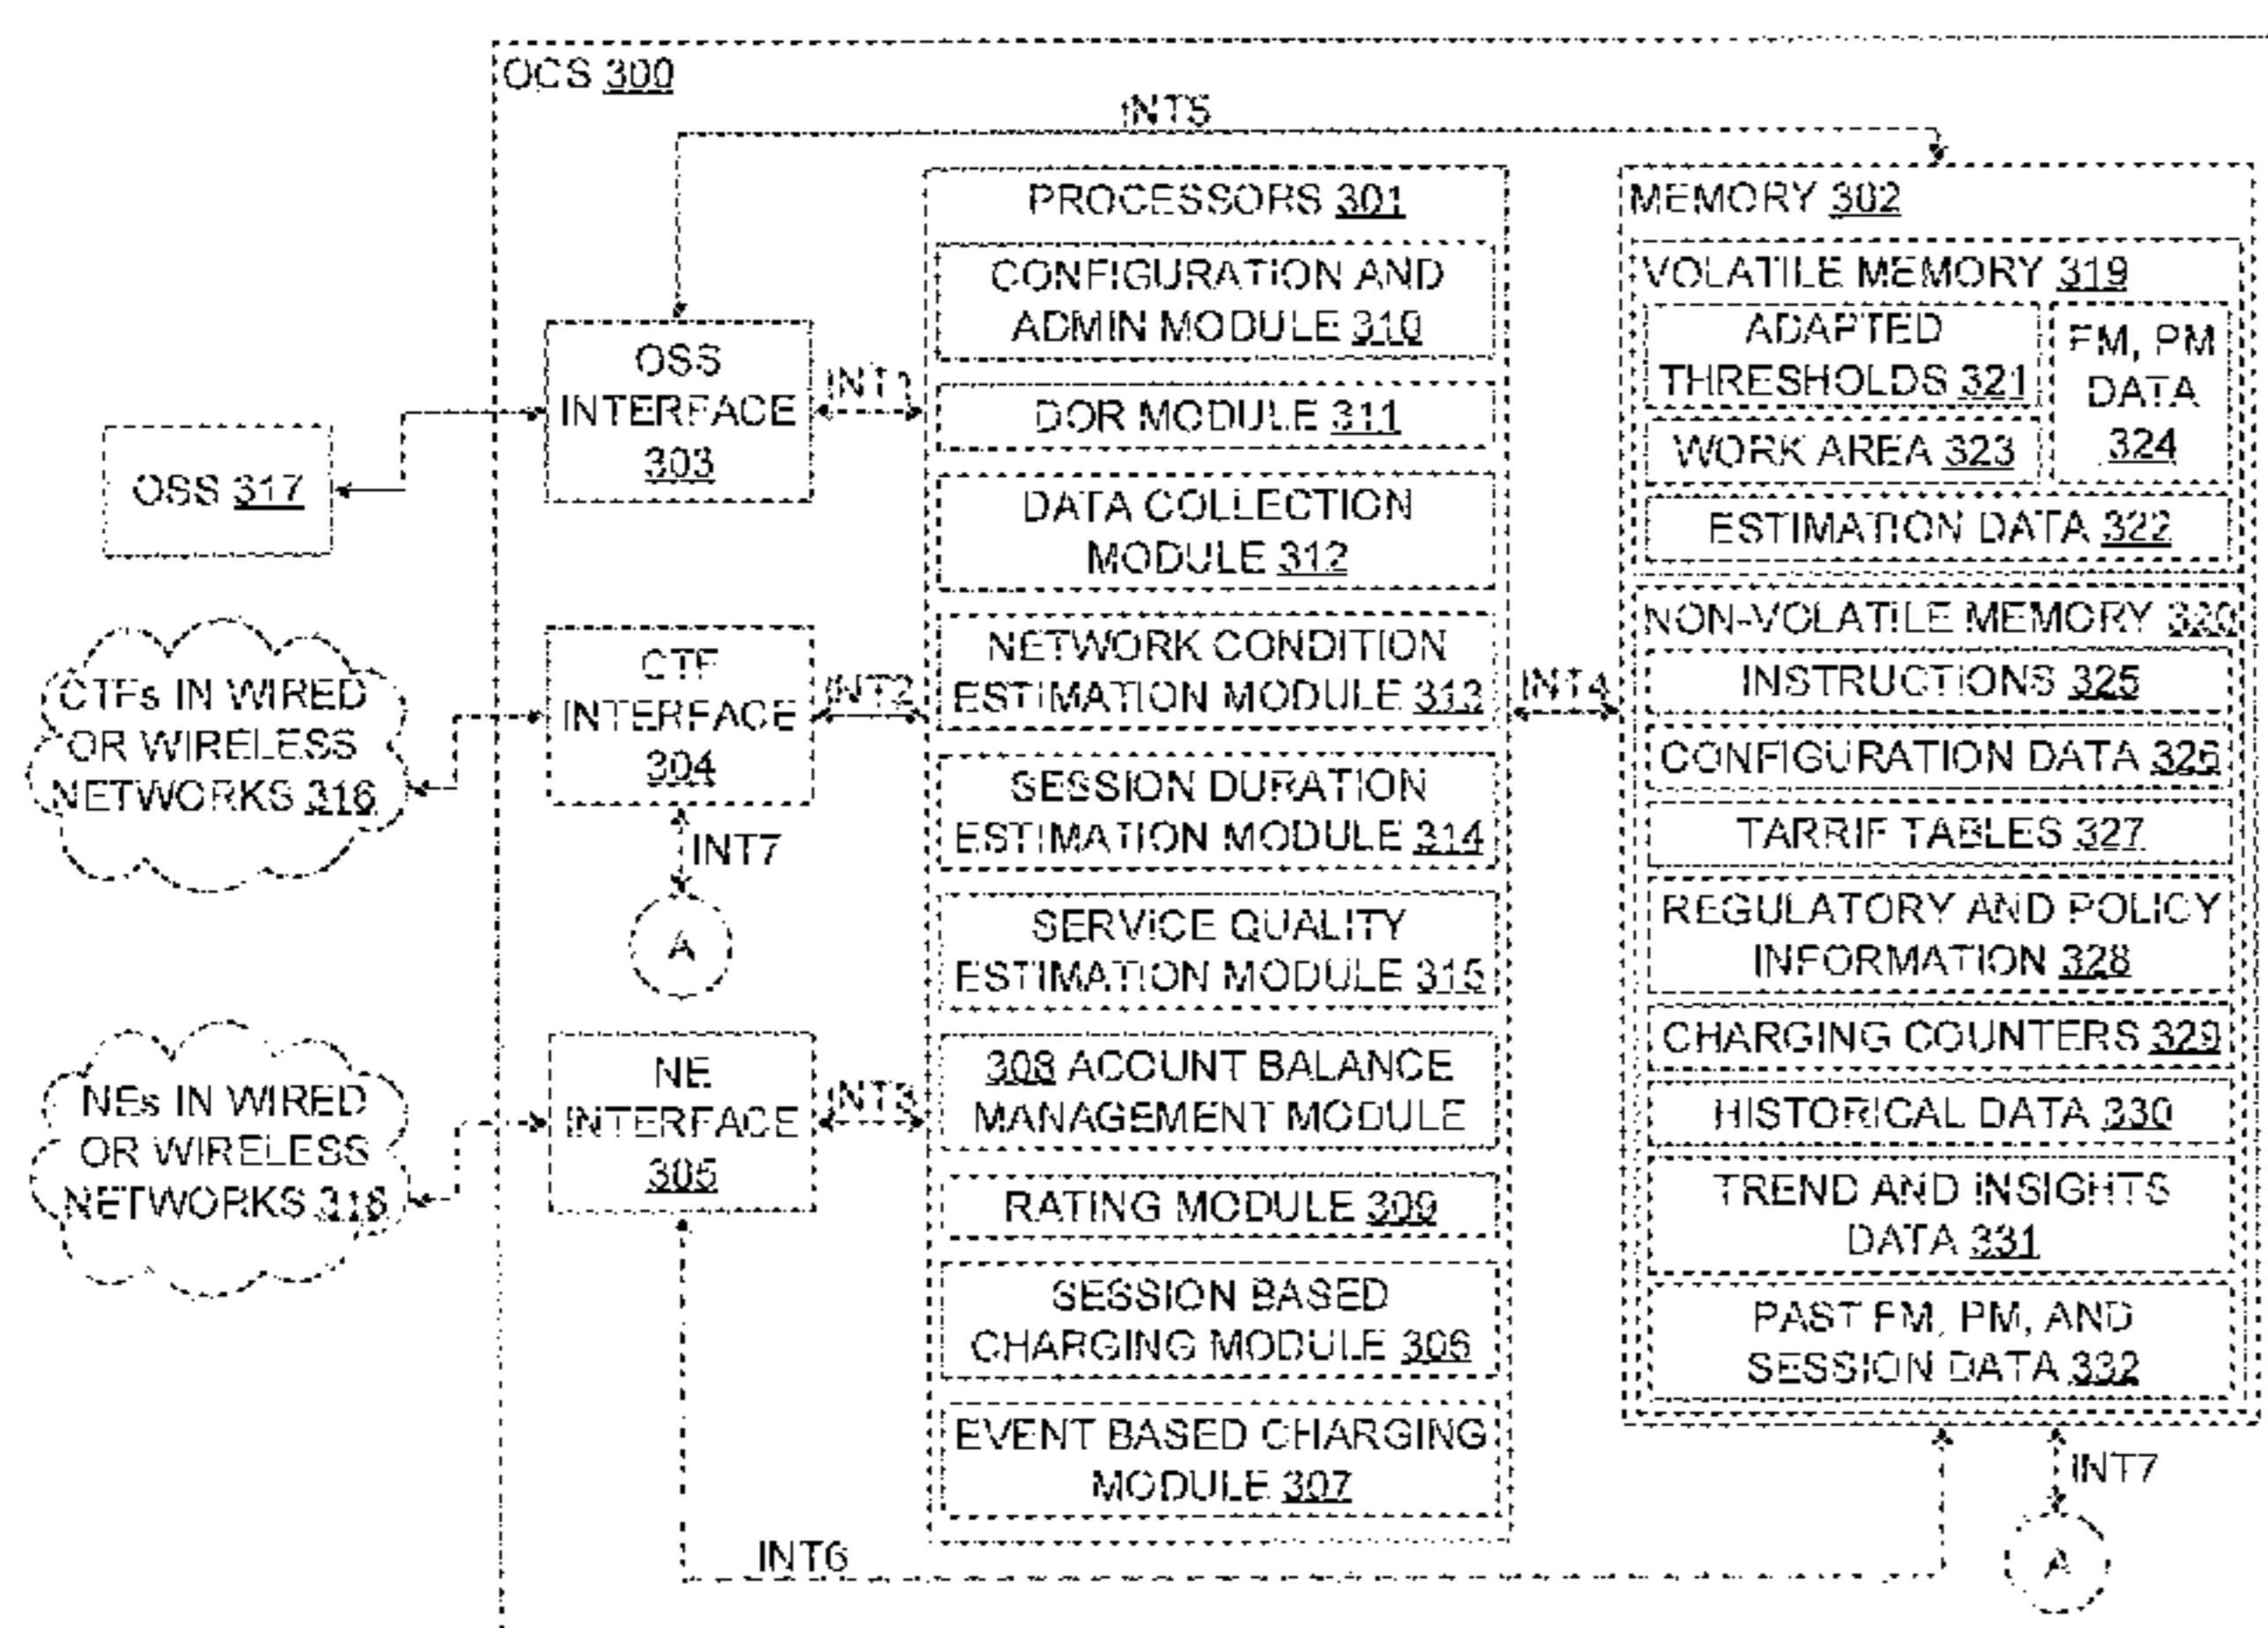 OCS 300
INT5
PROCESSORS 301
CONFIGURATION AND
ADMIN MODULE 310
DOR MODULE 311
DATA COLLECTION
MODULE 312
NETWORK CONDITION
ESTIMATION MODULE 313
SESSION DURATION
ESTIMATION MODULE 314
SERVICE QUALITY
ESTIMATION MODULE 315
308 ACOUNT BALANCE
MANAGEMENT MODULE
RATING MODULE 309
SESSION BASED
CHARGING MODULE 306
EVENT BASED CHARGING
MODULE 307
MEMORY 302
VOLATILE MEMORY 319
ADAPTED
THRESHOLDS 321
FM, PM
DATA
324
WORK AREA 323
ESTIMATION DATA 322
NON-VOLATILE MEMORY 320
INSTRUCTIONS 325
CONFIGURATION DATA 326
TARRIF TABLES 327
REGULATORY AND POLICY
INFORMATION 328
CHARGING COUNTERS 329
HISTORICAL DATA 330
TREND AND INSIGHTS
DATA 331
PAST FM, PM, AND
SESSION DATA 332
OSS
INTERFACE
303
INT1
OSS 317
CTF
INTERFACE
304
INT2
CTFs IN WIRED
OR WIRELESS
NETWORKS 316
INT7
A
NE
INTERFACE
305
INT3
NEs IN WIRED
OR WIRELESS
NETWORKS 318
INT4
INT6
INT7
A